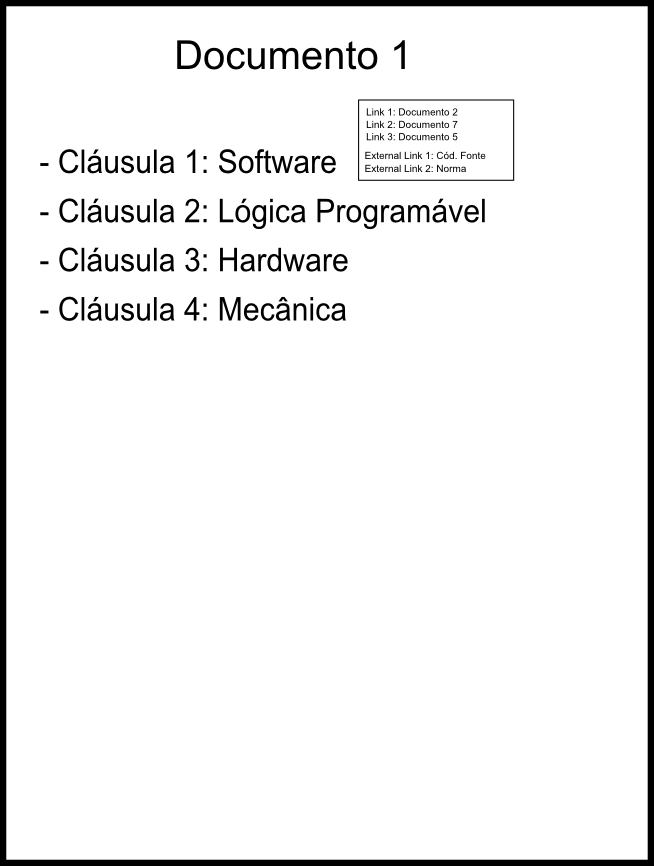 Documento 1
Link 1: Documento 2
Link 2: Documento 7
Link 3: Documento 5
External Link 1: Cód. Fonte
External Link 2: Norma
- Cláusula 1: Software
- Cláusula 2: Lógica Programável
- Cláusula 3: Hardware
- Cláusula 4: Mecânica